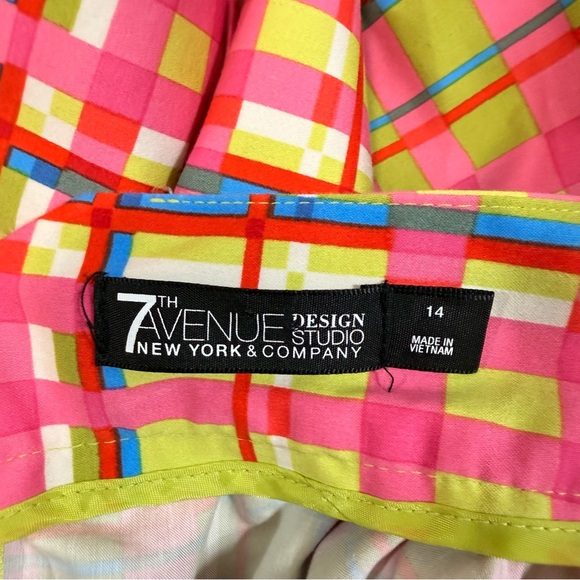 7TH AVENUE DESIGN STUDIO
NEW YORK & COMPANY
14
MADE IN
VIETNAM